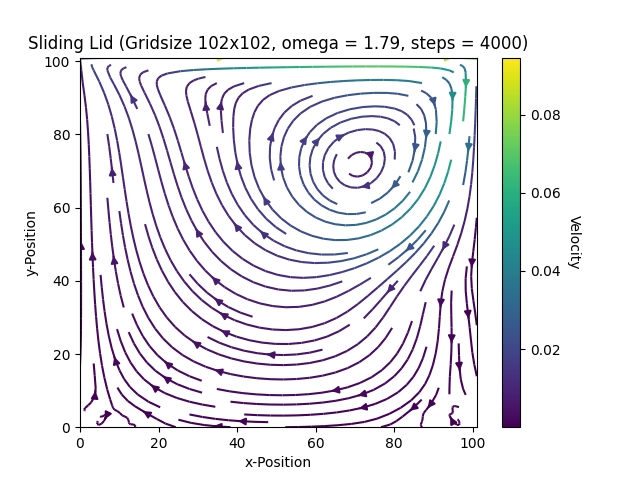 Sliding Lid (Gridsize 102x102, omega = 1.79, steps = 4000)
100
80
60
40
20
0
y-Position
0 20 40 60 80 100
x-Position
0.08
0.06
0.04
0.02
Velocity